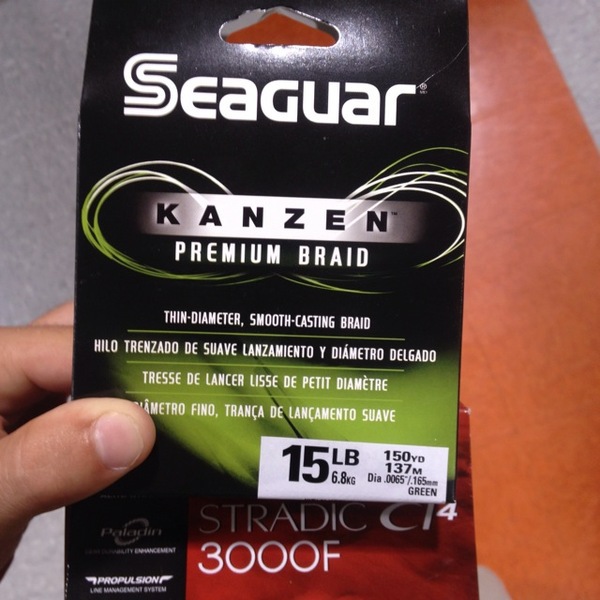 SEAGUAR®
KANZEN™
PREMIUM BRAID
THIN-DIAMETER, SMOOTH-CASTING BRAID
HILO TRENZADO DE SUAVE LANZAMIENTO Y DIÁMETRO DELGADO
TRESSE DE LANCER LISSE DE PETIT DIAMÈTRE
FINO, TRANÇA DE LANÇAMENTO SUAVE
15LB
6.8KG
150YD
137M
Dia .0065"/.165mm
GREEN
STRADIC CI4
3000F
Paladin
ENHANCEMENT
PROPULSION
LINE MANAGEMENT SYSTEM